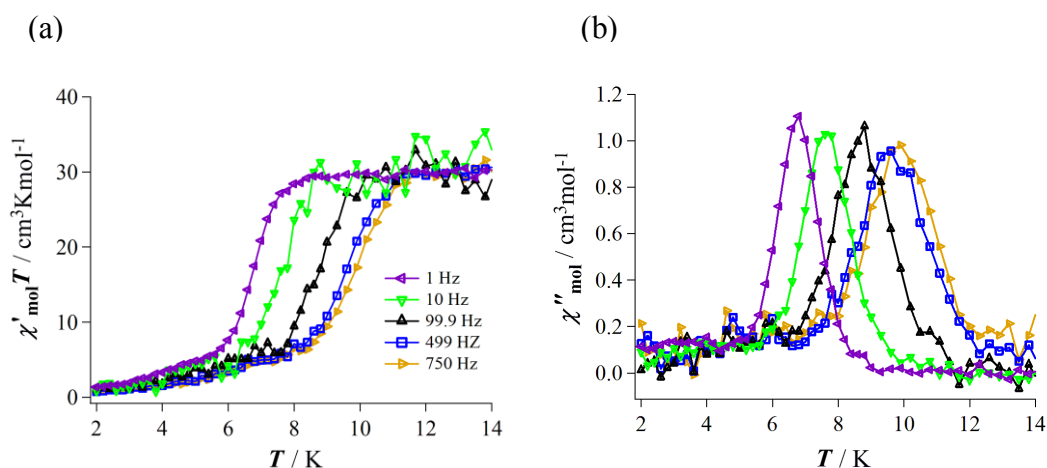 (a)
(b)
χ'molT / cm³Kmol⁻¹
40
30
20
10
0
1 Hz
10 Hz
99.9 Hz
499 Hz
750 Hz
2 4 6 8 10 12 14
T / K
χ"mol / cm³mol⁻¹
1.2
1.0
0.8
0.6
0.4
0.2
0.0
2 4 6 8 10 12 14
T / K